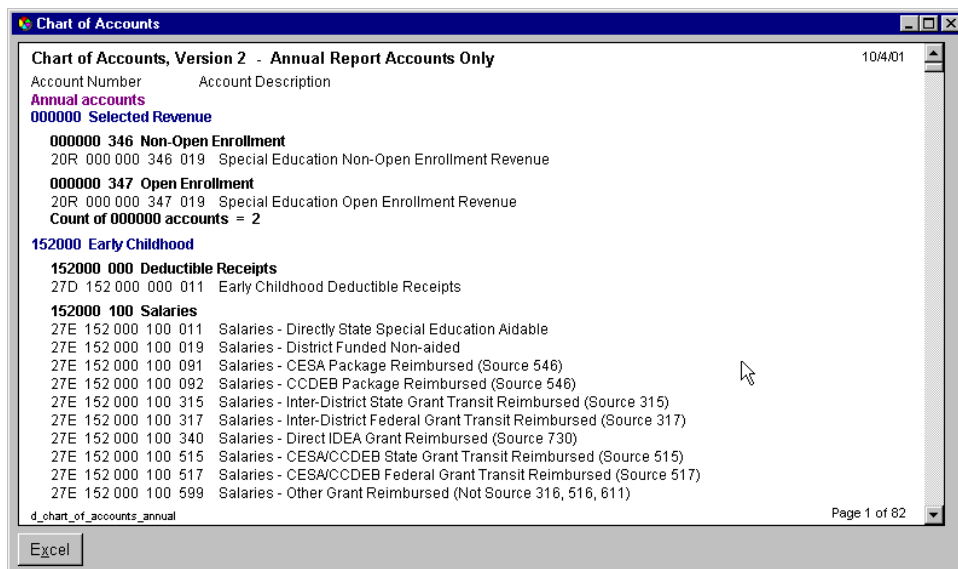 Chart of Accounts
Chart of Accounts, Version 2 - Annual Report Accounts Only 10/4/01
Account Number Account Description
Annual accounts
000000 Selected Revenue
000000 346 Non-Open Enrollment
20R 000 000 346 019 Special Education Non-Open Enrollment Revenue
000000 347 Open Enrollment
20R 000 000 347 019 Special Education Open Enrollment Revenue
Count of 000000 accounts = 2
152000 Early Childhood
152000 000 Deductible Receipts
27D 152 000 000 011 Early Childhood Deductible Receipts
152000 100 Salaries
27E 152 000 100 011 Salaries - Directly State Special Education Aidable
27E 152 000 100 019 Salaries - District Funded Non-aided
27E 152 000 100 091 Salaries - CESA Package Reimbursed (Source 546)
27E 152 000 100 092 Salaries - CCDEB Package Reimbursed (Source 546)
27E 152 000 100 315 Salaries - Inter-District State Grant Transit Reimbursed (Source 315)
27E 152 000 100 317 Salaries - Inter-District Federal Grant Transit Reimbursed (Source 317)
27E 152 000 100 340 Salaries - Direct IDEA Grant Reimbursed (Source 730)
27E 152 000 100 515 Salaries - CESA/CCDEB State Grant Transit Reimbursed (Source 515)
27E 152 000 100 517 Salaries - CESA/CCDEB Federal Grant Transit Reimbursed (Source 517)
27E 152 000 100 599 Salaries - Other Grant Reimbursed (Not Source 316, 516, 611)
d_chart_of_accounts_annual Page 1 of 82
Excel